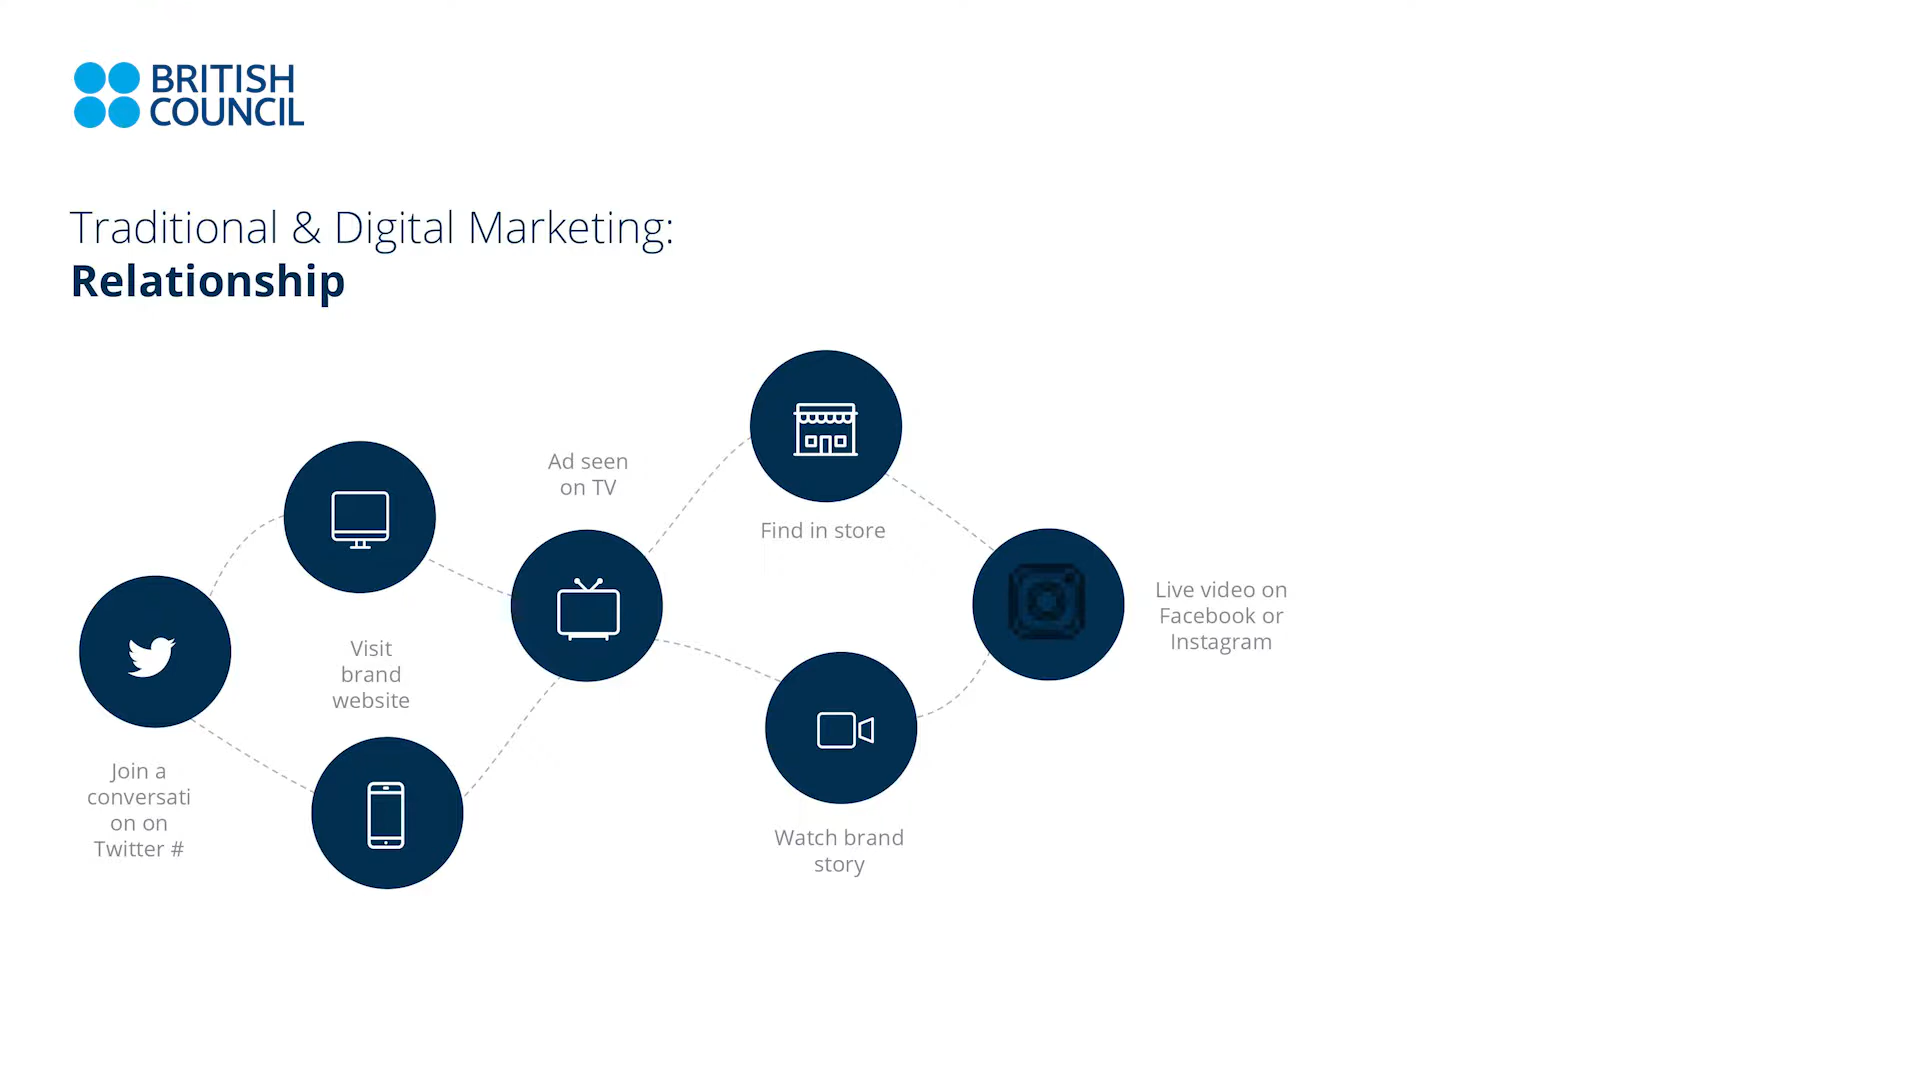 BRITISH
COUNCIL
Traditional & Digital Marketing:
Relationship
Ad seen
on TV
Find in store
Live video on
Facebook or
Instagram
Visit
brand
website
Join a
conversati
on on
Twitter #
Watch brand
story